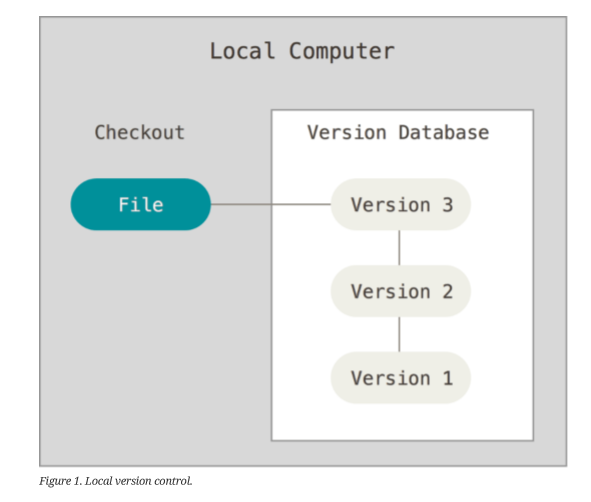 Local Computer
Checkout
Version Database
File
Version 3
Version 2
Version 1
Figure 1. Local version control.